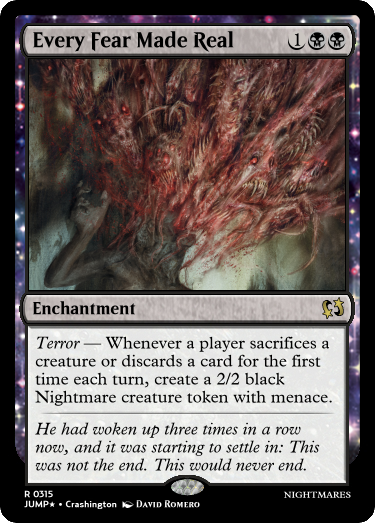 Every Fear Made Real 1
Enchantment
Terror — Whenever a player sacrifices a
creature or discards a card for the first
time each turn, create a 2/2 black
Nightmare creature token with menace.
He had woken up three times in a row
now, and it was starting to settle in: This
was not the end. This would never end.
R 0315
NIGHTMARES
JUMP★ • Crashington David Romero